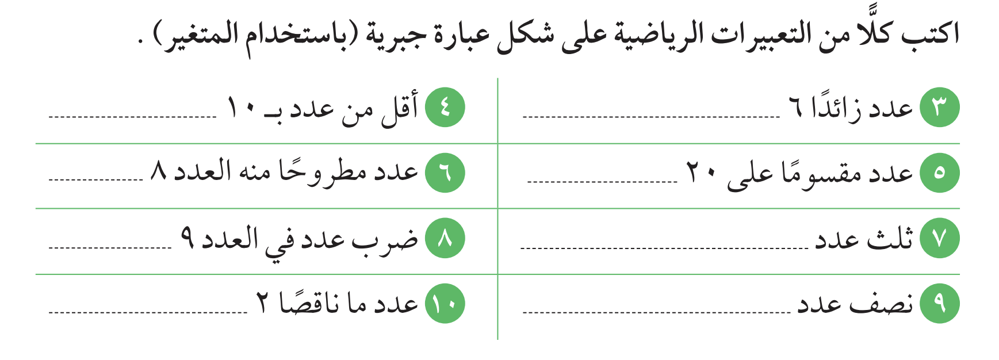 اكتب كلًّا من التعبيرات الرياضية على شكل عبارة جبرية (باستخدام المتغير) .
٣ عدد زائدًا ٦
٤ أقل من عدد بـ ١٠
٥ عدد مقسومًا على ٢٠
٦ عدد مطروحًا منه العدد ٨
٧ ثلث عدد
٨ ضرب عدد في العدد ٩
٩ نصف عدد
١٠ عدد ما ناقصًا ٢